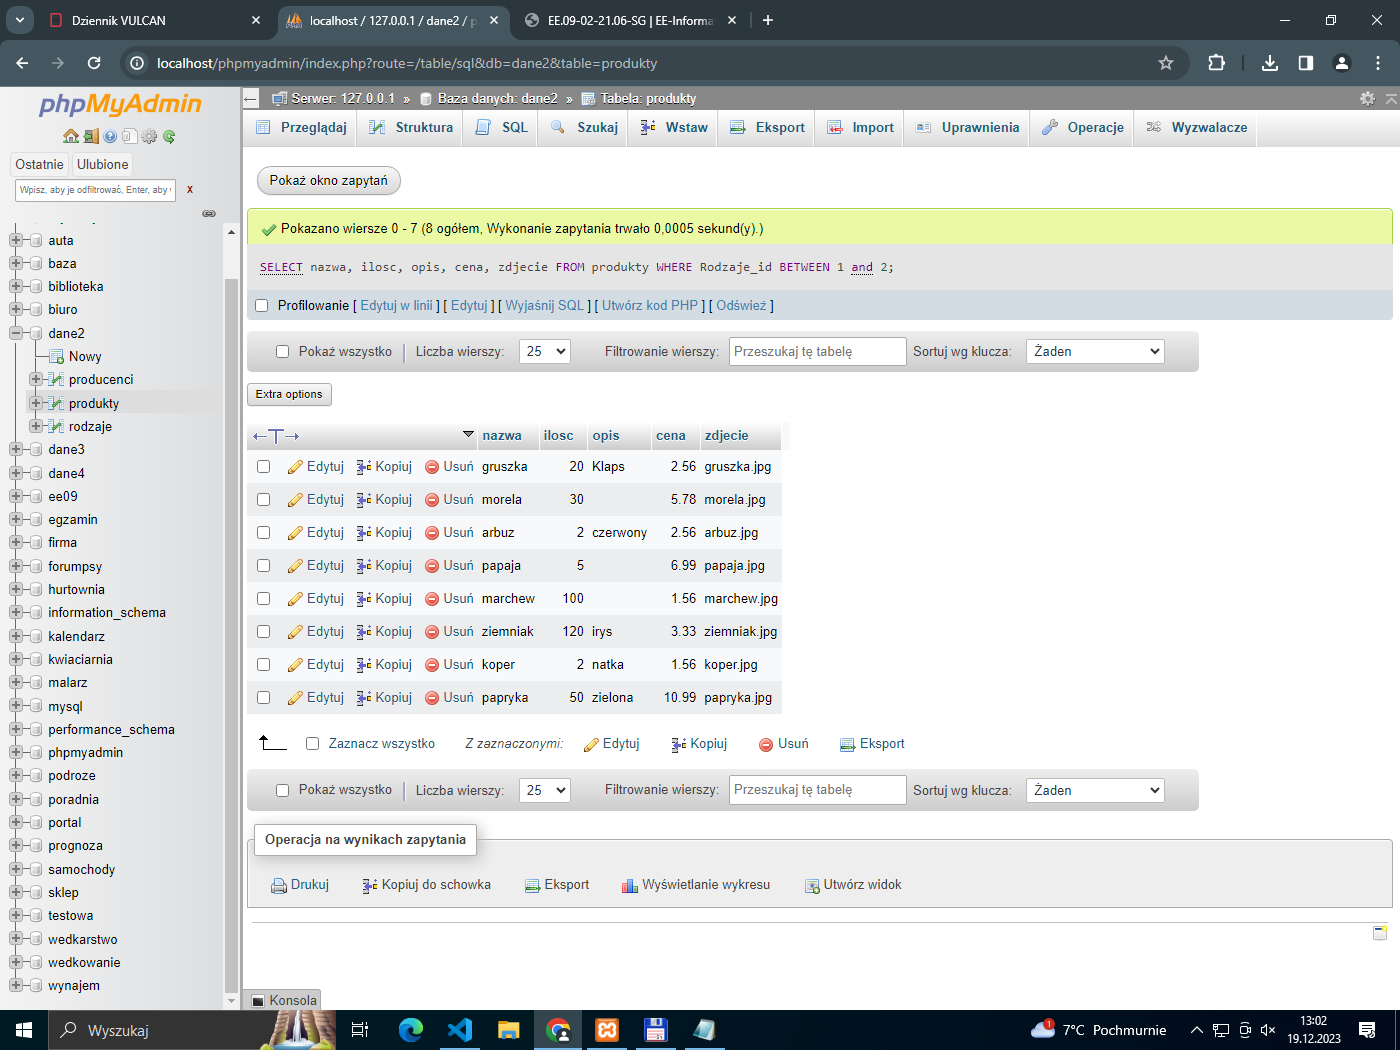 Dziennik VULCAN
localhost / 127.0.0.1 / dane2 / p
EE.09-02-21.06-SG | EE-Informa
localhost/phpmyadmin/index.php?route=/table/sql&db=dane2&table=produkty
phpMyAdmin
Ostatnie Ulubione
Wpisz, aby je odfiltrować, Enter, aby
X
auta
baza
biblioteka
biuro
dane2
Nowy
producenci
produkty
rodzaje
dane3
dane4
ee09
egzamin
firma
forumpsy
hurtownia
information_schema
kalendarz
kwiaciarnia
malarz
mysql
performance_schema
phpmyadmin
podroze
poradnia
portal
prognoza
samochody
sklep
testowa
wedkarstwo
wedkowanie
wynajem
Serwer: 127.0.0.1 » Baza danych: dane2 » Tabela: produkty
Przeglądaj Struktura SQL Szukaj Wstaw Eksport Import Uprawnienia Operacje Wyzwalacze
Pokaż okno zapytań
Pokazano wiersze 0 - 7 (8 ogółem, Wykonanie zapytania trwało 0,0005 sekund(y).)
SELECT nazwa, ilosc, opis, cena, zdjecie FROM produkty WHERE Rodzaje_id BETWEEN 1 and 2;
Profilowanie [ Edytuj w linii ] [ Edytuj ] [ Wyjaśnij SQL ] [ Utwórz kod PHP ] [ Odśwież ]
Pokaż wszystko Liczba wierszy: 25 Filtrowanie wierszy: Przeszukaj tę tabelę Sortuj wg klucza: Żaden
Extra options
nazwa ilosc opis cena zdjecie
Edytuj Kopiuj Usuń gruszka 20 Klaps 2.56 gruszka.jpg
Edytuj Kopiuj Usuń morela 30 5.78 morela.jpg
Edytuj Kopiuj Usuń arbuz 2 czerwony 2.56 arbuz.jpg
Edytuj Kopiuj Usuń papaja 5 6.99 papaja.jpg
Edytuj Kopiuj Usuń marchew 100 1.56 marchew.jpg
Edytuj Kopiuj Usuń ziemniak 120 irys 3.33 ziemniak.jpg
Edytuj Kopiuj Usuń koper 2 natka 1.56 koper.jpg
Edytuj Kopiuj Usuń papryka 50 zielona 10.99 papryka.jpg
Zaznacz wszystko Z zaznaczonymi: Edytuj Kopiuj Usuń Eksport
Pokaż wszystko Liczba wierszy: 25 Filtrowanie wierszy: Przeszukaj tę tabelę Sortuj wg klucza: Żaden
Operacja na wynikach zapytania
Drukuj Kopiuj do schowka Eksport Wyświetlanie wykresu Utwórz widok
Konsola
Wyszukaj
1
7°C Pochmurnie
13:02
19.12.2023